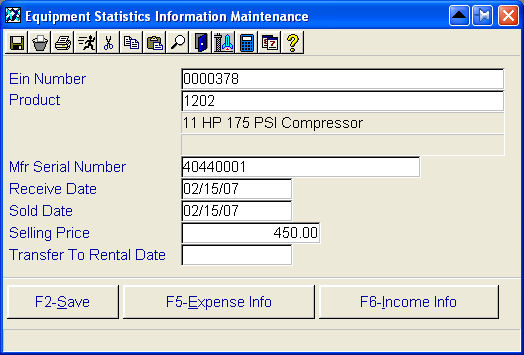 Equipment Statistics Information Maintenance
Ein Number 0000378
Product 1202
11 HP 175 PSI Compressor
Mfr Serial Number 40440001
Receive Date 02/15/07
Sold Date 02/15/07
Selling Price 450.00
Transfer To Rental Date
F2-Save F5-Expense Info F6-Income Info